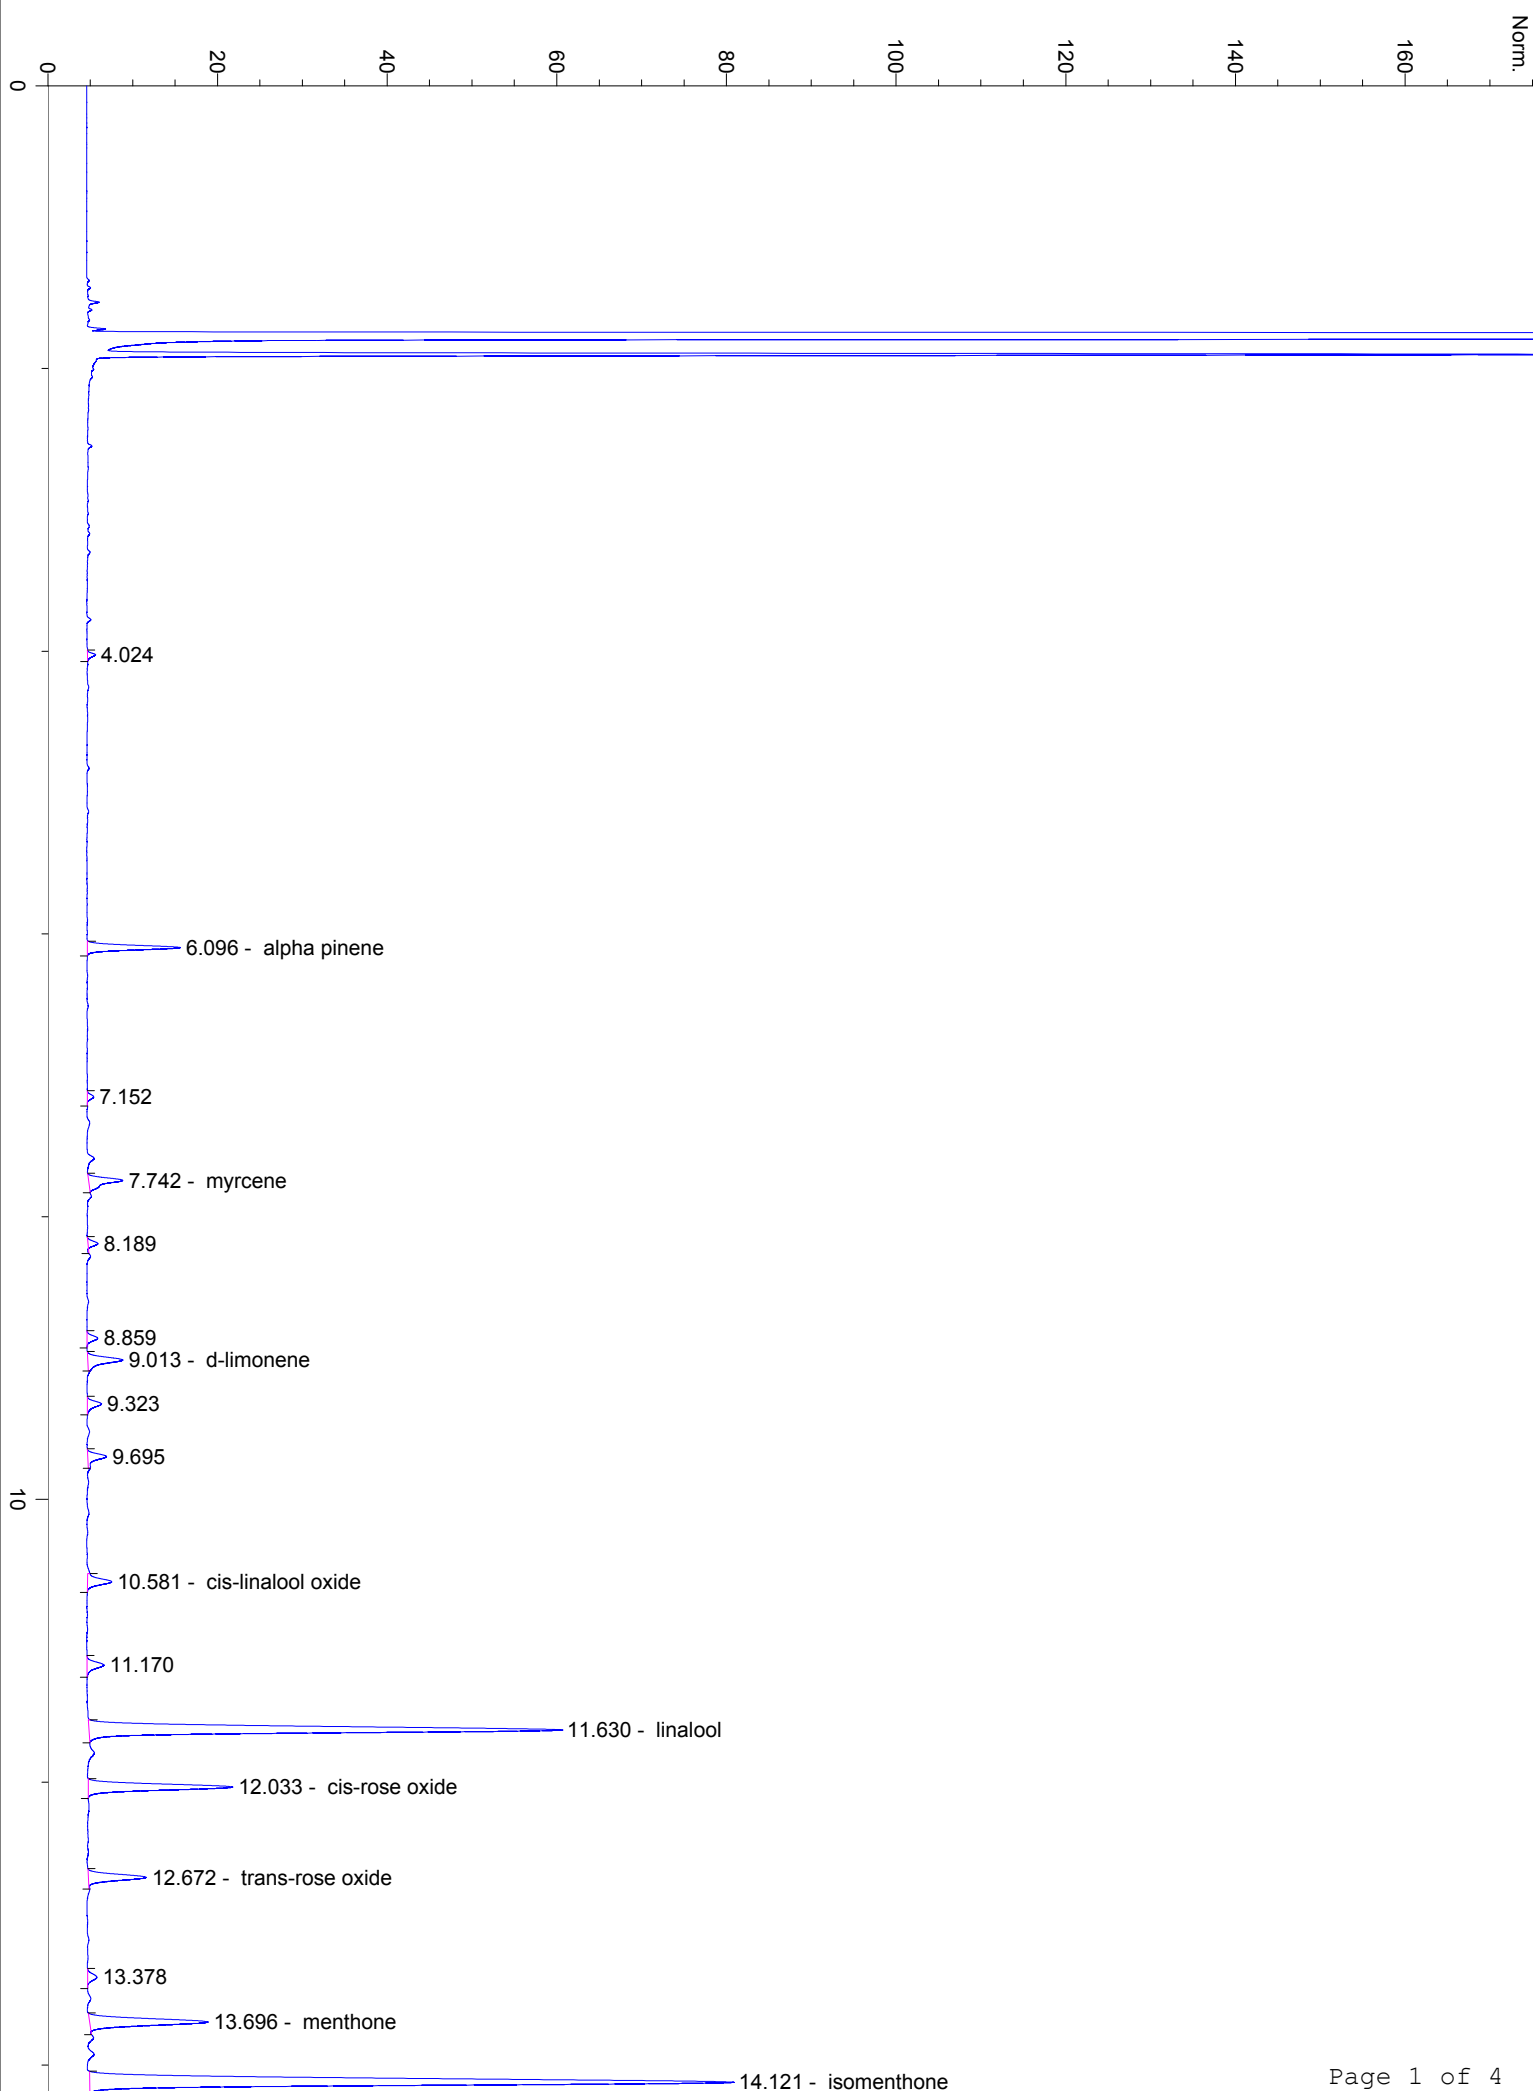 Norm.
0
20
40
60
80
100
120
140
160
0
4.024
6.096 - alpha pinene
7.152
7.742 - myrcene
8.189
8.859
9.013 - d-limonene
9.323
9.695
10
10.581 - cis-linalool oxide
11.170
11.630 - linalool
12.033 - cis-rose oxide
12.672 - trans-rose oxide
13.378
13.696 - menthone
14.121 - isomenthone
Page 1 of 4